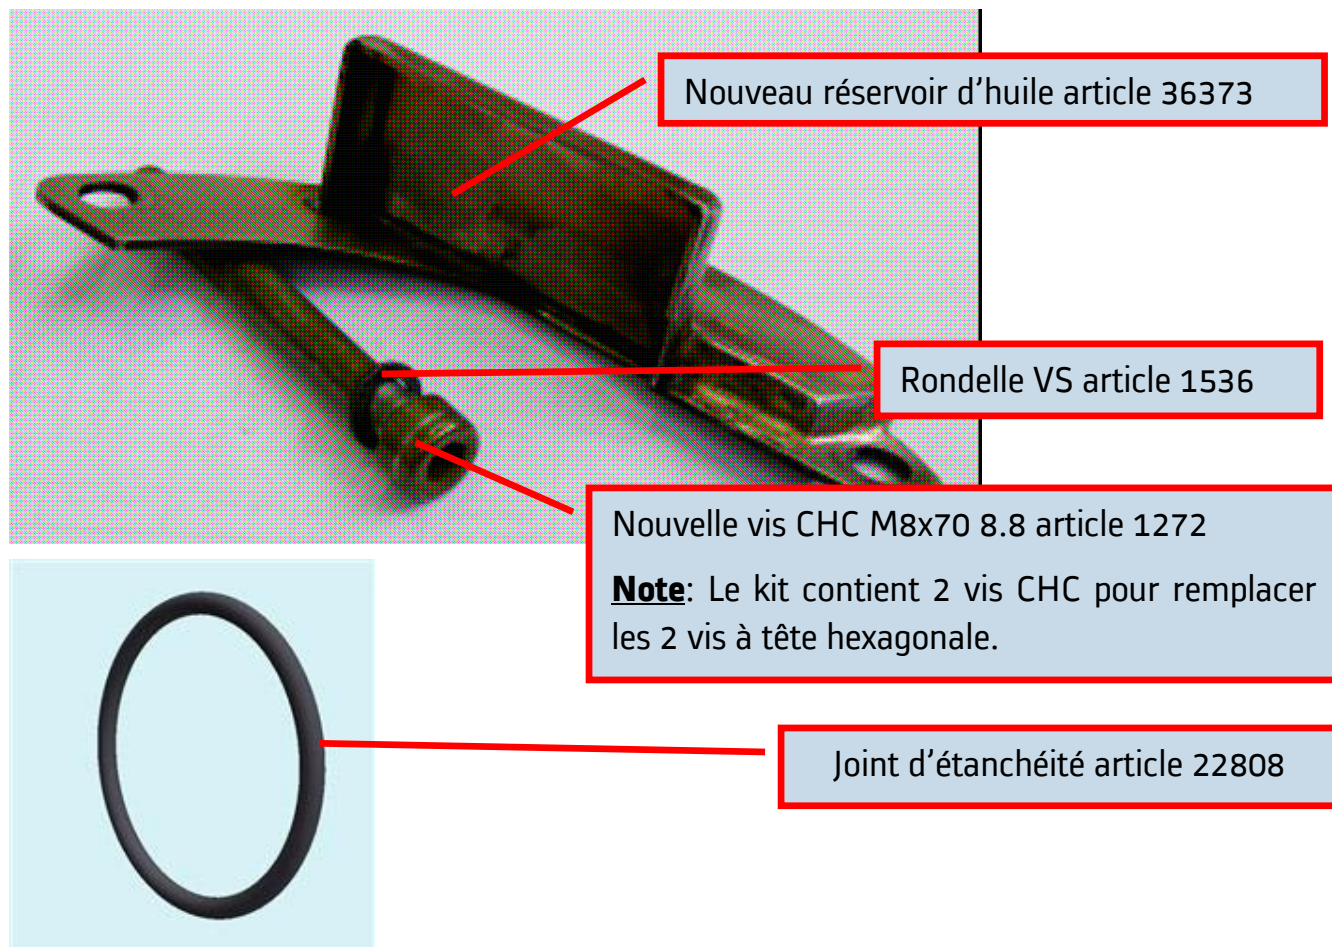 Nouveau réservoir d’huile article 36373
Rondelle VS article 1536
Nouvelle vis CHC M8x70 8.8 article 1272
Note: Le kit contient 2 vis CHC pour remplacer
les 2 vis à tête hexagonale.
Joint d’étanchéité article 22808